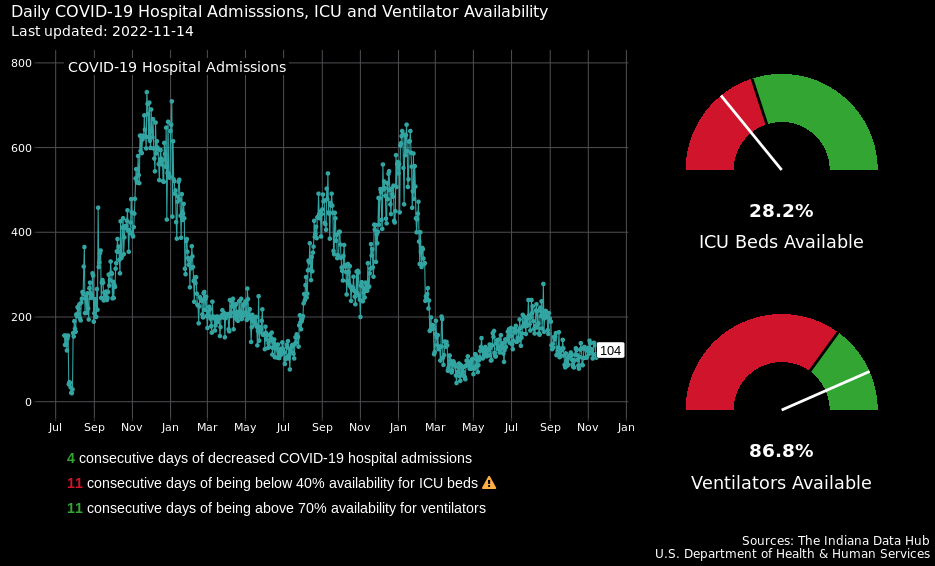 Daily COVID-19 Hospital Admisssions, ICU and Ventilator Availability
Last updated: 2022-11-14
COVID-19 Hospital Admissions
800
600
400
200
0
104
Jul Sep Nov Jan Mar May Jul Sep Nov Jan Mar May Jul Sep Nov Jan
28.2%
ICU Beds Available
86.8%
Ventilators Available
4 consecutive days of decreased COVID-19 hospital admissions
11 consecutive days of being below 40% availability for ICU beds
11 consecutive days of being above 70% availability for ventilators
Sources: The Indiana Data Hub
U.S. Department of Health & Human Services